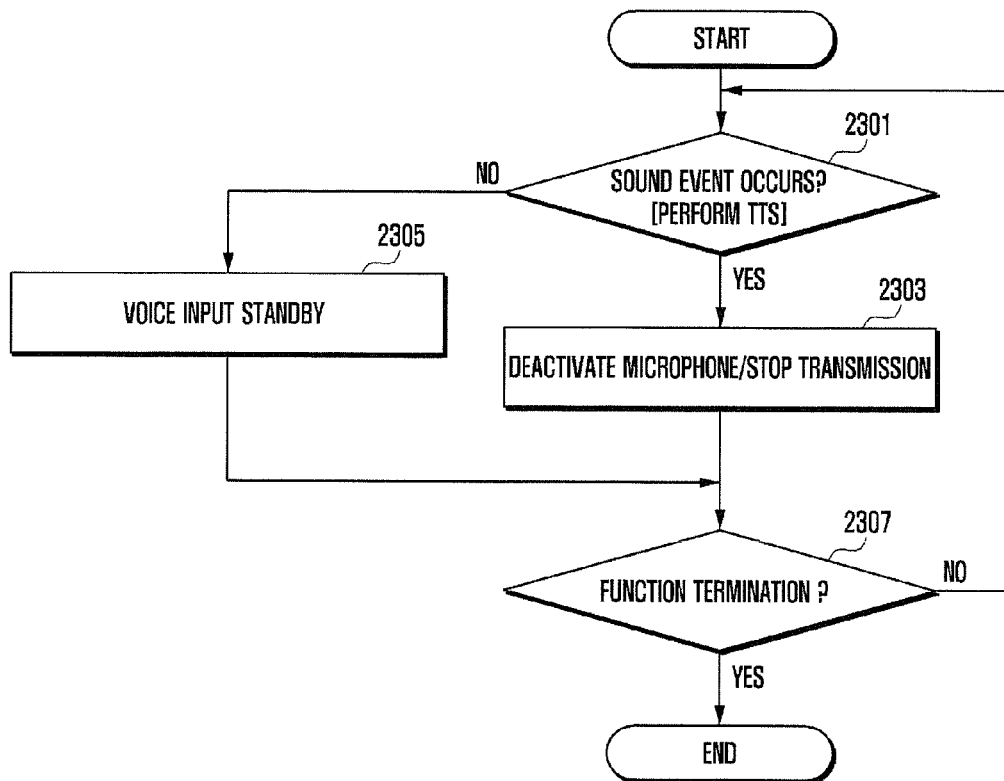 START
2301
SOUND EVENT OCCURS?
[PERFORM TTS]
NO
YES
2305
VOICE INPUT STANDBY
2303
DEACTIVATE MICROPHONE/STOP TRANSMISSION
2307
FUNCTION TERMINATION ?
NO
YES
END